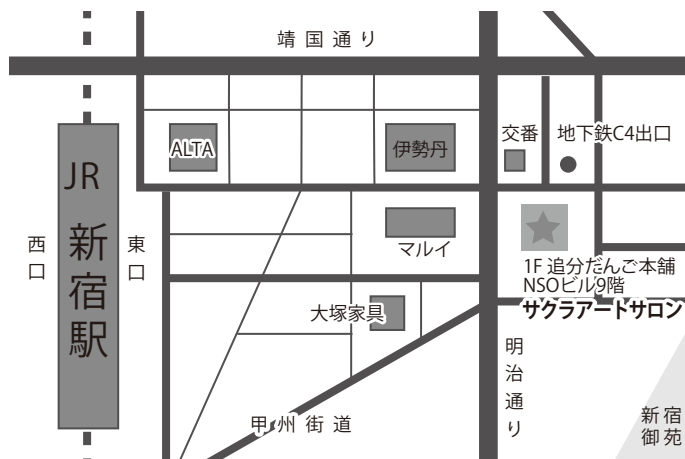 靖国通り
ALTA
伊勢丹
交番
地下鉄C4出口
JR
新宿駅
西口
東口
マルイ
1F 追分だんご本舗
NSOビル9階
サクラアートサロン
大塚家具
明治通り
甲州街道
新宿
御苑